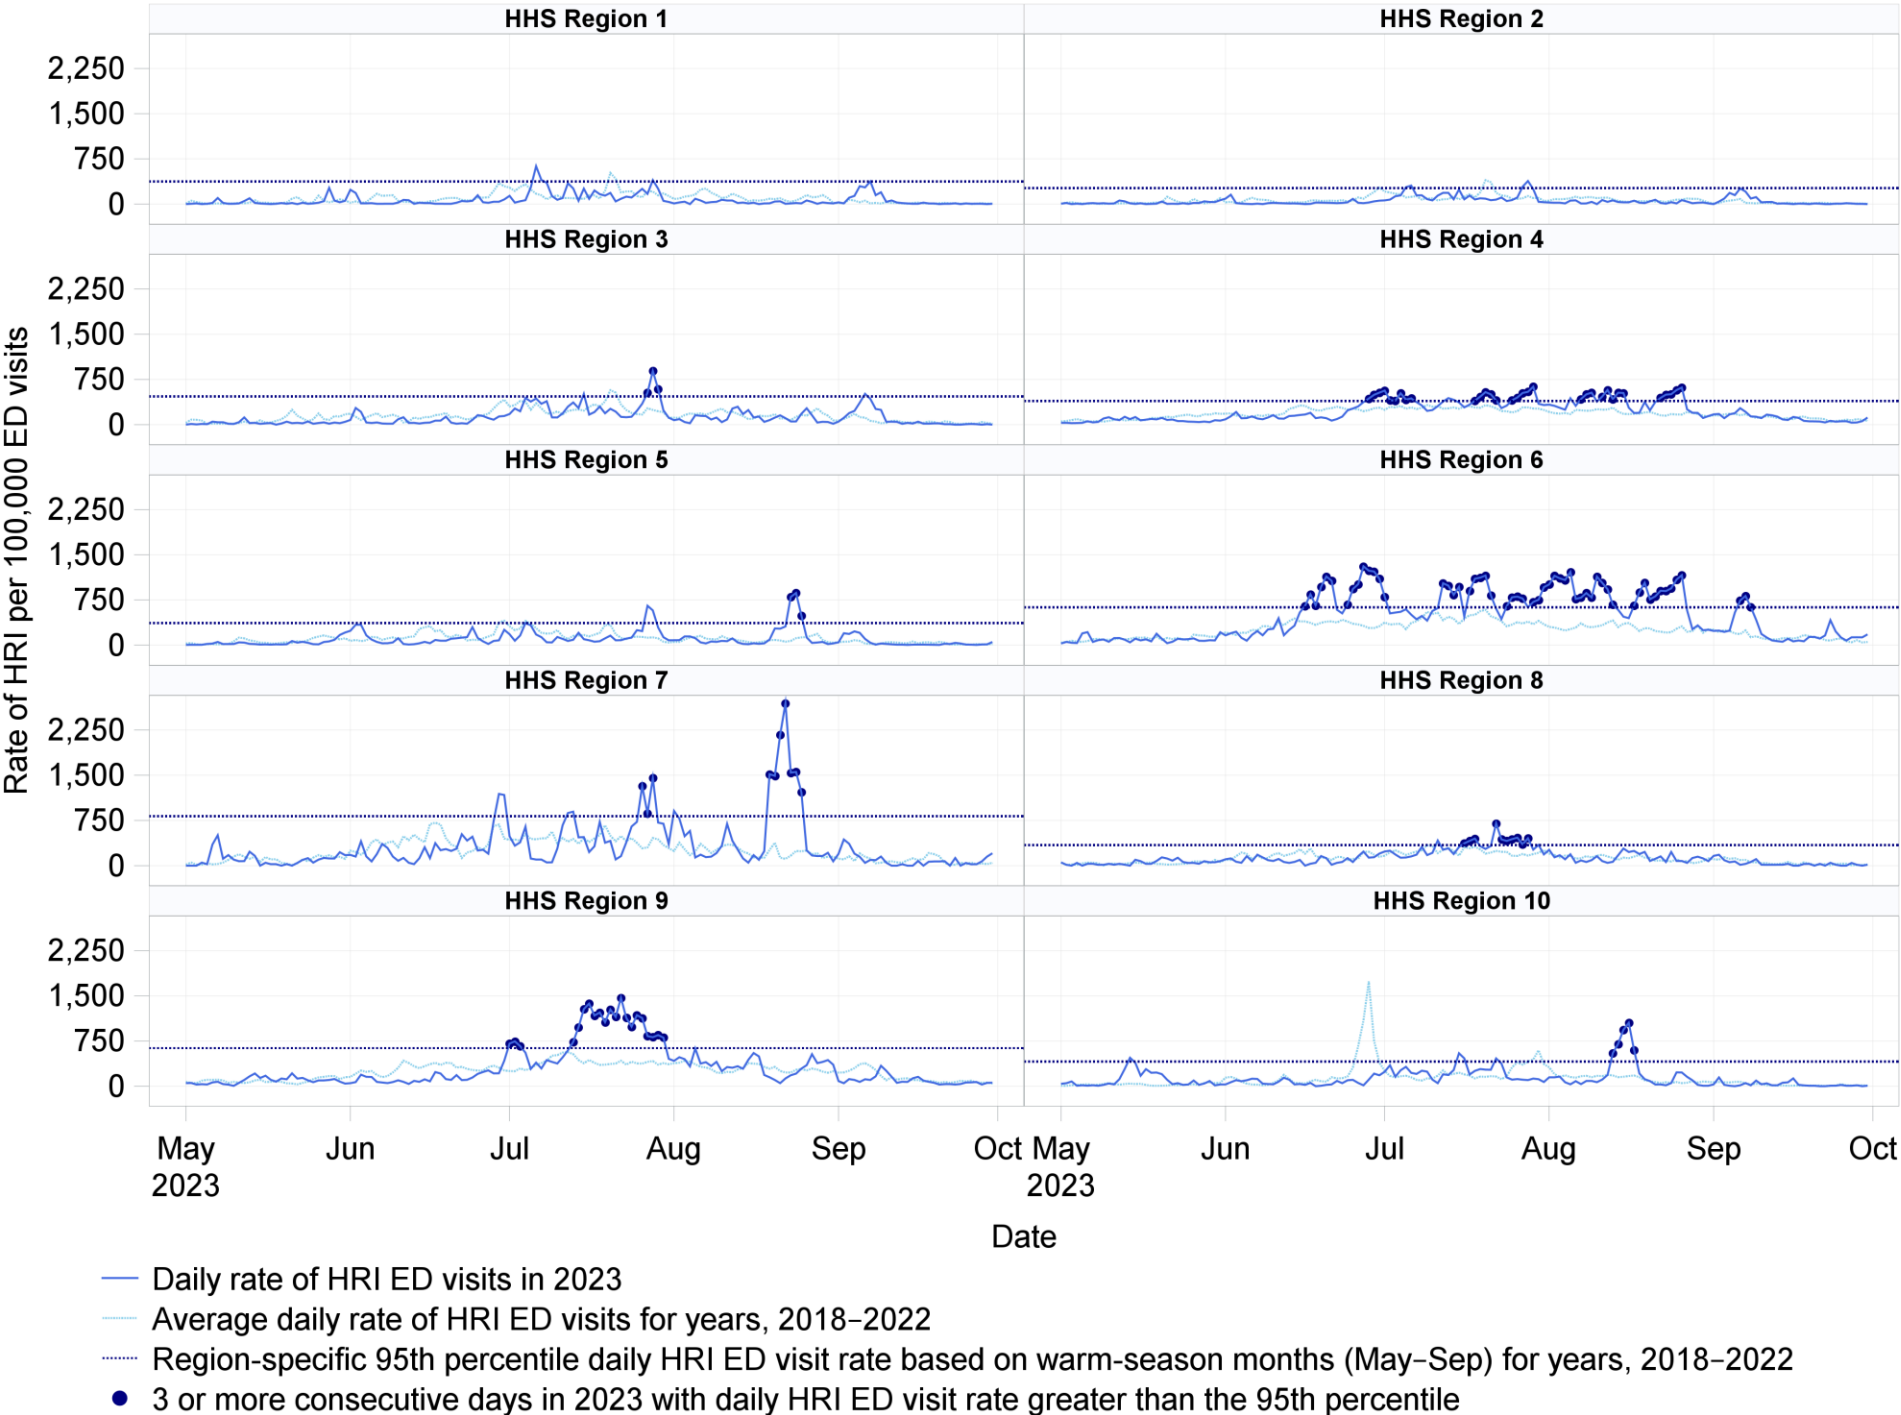 HHS Region 1
HHS Region 2
2,250
1,500
750
0
HHS Region 3
HHS Region 4
2,250
1,500
750
0
HHS Region 5
HHS Region 6
2,250
1,500
750
0
HHS Region 7
HHS Region 8
2,250
1,500
750
0
HHS Region 9
HHS Region 10
2,250
1,500
750
0
Rate of HRI per 100,000 ED visits
May Jun Jul Aug Sep Oct May Jun Jul Aug Sep Oct
2023 2023
Date
Daily rate of HRI ED visits in 2023
Average daily rate of HRI ED visits for years, 2018–2022
Region-specific 95th percentile daily HRI ED visit rate based on warm-season months (May–Sep) for years, 2018–2022
3 or more consecutive days in 2023 with daily HRI ED visit rate greater than the 95th percentile